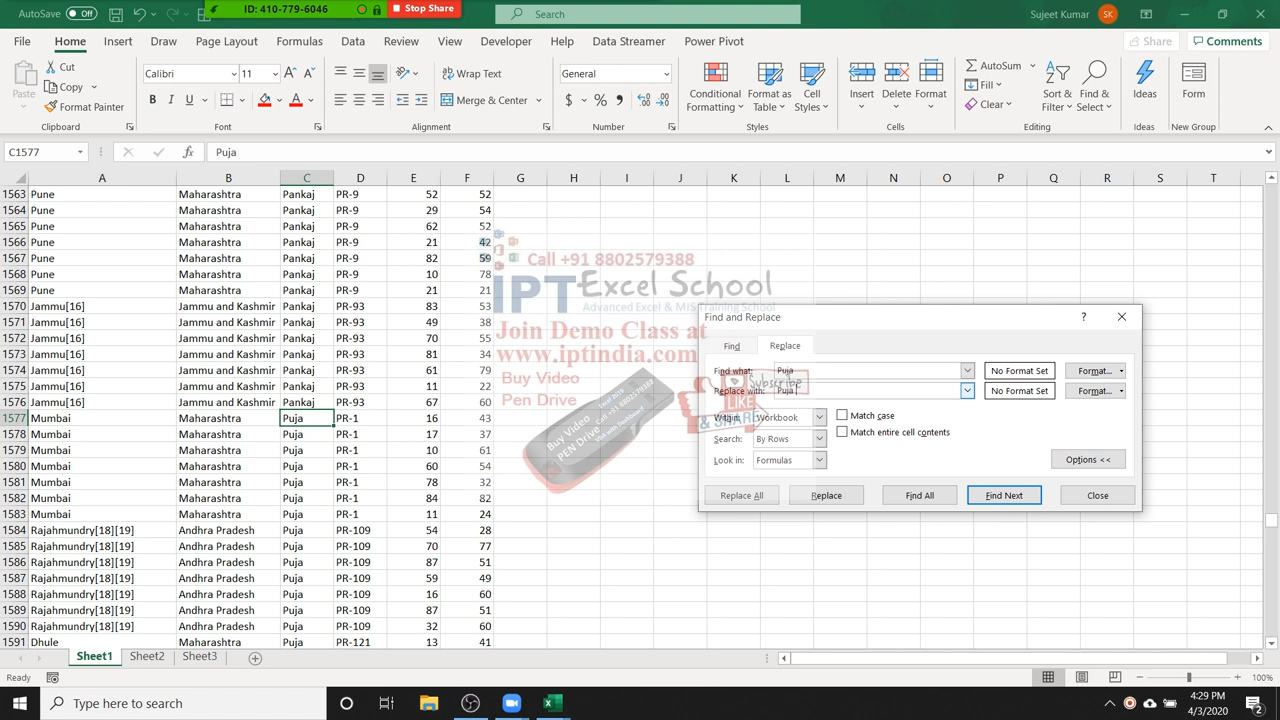 AutoSave Off
ID: 410-779-6046
Stop Share
Search
Sujeet Kumar SK
File Home Insert Draw Page Layout Formulas Data Review View Developer Help Data Streamer Power Pivot Share Comments
Paste Cut Copy Format Painter Clipboard
Calibri 11 B I U Font
Wrap Text Merge & Center Alignment
General $ % Number
Conditional Formatting Format as Table Cell Styles Styles
Insert Delete Format Cells
AutoSum Fill Clear Sort & Filter Find & Select Editing
Ideas Ideas
Form New Group
C1577 fx Puja
A B C D E F G H I J K L M N O P Q R S T
1563 Pune Maharashtra Pankaj PR-9 52 52
1564 Pune Maharashtra Pankaj PR-9 29 54
1565 Pune Maharashtra Pankaj PR-9 62 52
1566 Pune Maharashtra Pankaj PR-9 21 42
1567 Pune Maharashtra Pankaj PR-9 82 59
1568 Pune Maharashtra Pankaj PR-9 10 78
1569 Pune Maharashtra Pankaj PR-9 21 21
1570 Jammu[16] Jammu and Kashmir Pankaj PR-93 83 53
1571 Jammu[16] Jammu and Kashmir Pankaj PR-93 49 38
1572 Jammu[16] Jammu and Kashmir Pankaj PR-93 70 55
1573 Jammu[16] Jammu and Kashmir Pankaj PR-93 81 34
1574 Jammu[16] Jammu and Kashmir Pankaj PR-93 61 79
1575 Jammu[16] Jammu and Kashmir Pankaj PR-93 11 22
1576 Jammu[16] Jammu and Kashmir Pankaj PR-93 67 60
1577 Mumbai Maharashtra Puja PR-1 16 43
1578 Mumbai Maharashtra Puja PR-1 17 37
1579 Mumbai Maharashtra Puja PR-1 10 61
1580 Mumbai Maharashtra Puja PR-1 60 54
1581 Mumbai Maharashtra Puja PR-1 78 32
1582 Mumbai Maharashtra Puja PR-1 84 82
1583 Mumbai Maharashtra Puja PR-1 11 24
1584 Rajahmundry[18][19] Andhra Pradesh Puja PR-109 54 28
1585 Rajahmundry[18][19] Andhra Pradesh Puja PR-109 70 77
1586 Rajahmundry[18][19] Andhra Pradesh Puja PR-109 87 51
1587 Rajahmundry[18][19] Andhra Pradesh Puja PR-109 59 49
1588 Rajahmundry[18][19] Andhra Pradesh Puja PR-109 16 60
1589 Rajahmundry[18][19] Andhra Pradesh Puja PR-109 87 51
1590 Rajahmundry[18][19] Andhra Pradesh Puja PR-109 32 60
1591 Dhule Maharashtra Puja PR-121 13 41
Call +91 8802579388
IPT Excel School
Advanced Excel & MIS Training School
Join Demo Class at
www.iptindia.com
Buy Video
Pen Drive
Buy Video
PEN Drive
Subscribe
LIKE
& SHARE
Find and Replace ?
Find Replace
Find what: Puja No Format Set Format...
Replace with: Puja No Format Set Format...
Within: Workbook Match case
Search: By Rows Match entire cell contents
Look in: Formulas Options <<
Replace All Replace Find All Find Next Close
Sheet1 Sheet2 Sheet3
Ready 100%
Type here to search
4:29 PM
4/3/2020
2